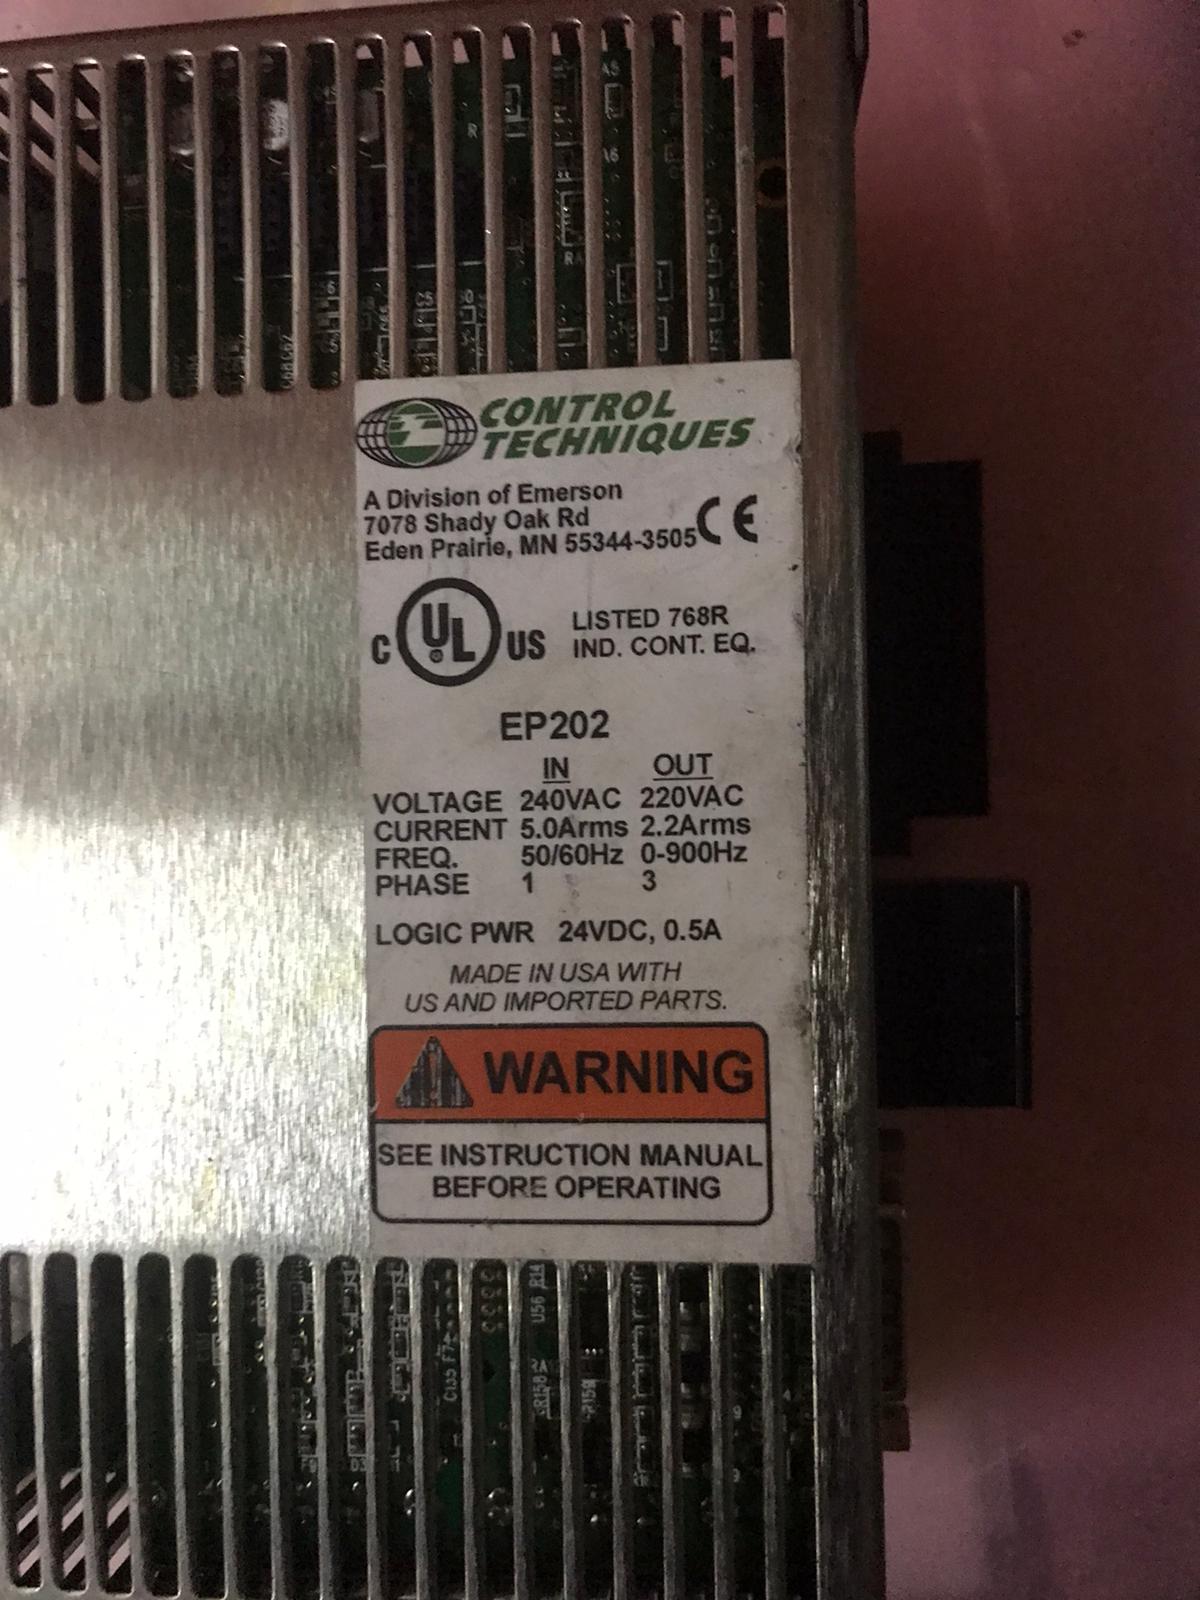 CONTROL
TECHNIQUES
A Division of Emerson
7078 Shady Oak Rd
Eden Prairie, MN 55344-3505 CE
C UL US LISTED 768R
IND. CONT. EQ.
EP202
IN OUT
VOLTAGE 240VAC 220VAC
CURRENT 5.0Arms 2.2Arms
FREQ. 50/60Hz 0-900Hz
PHASE 1 3
LOGIC PWR 24VDC, 0.5A
MADE IN USA WITH
US AND IMPORTED PARTS.
WARNING
SEE INSTRUCTION MANUAL
BEFORE OPERATING
U56 R14